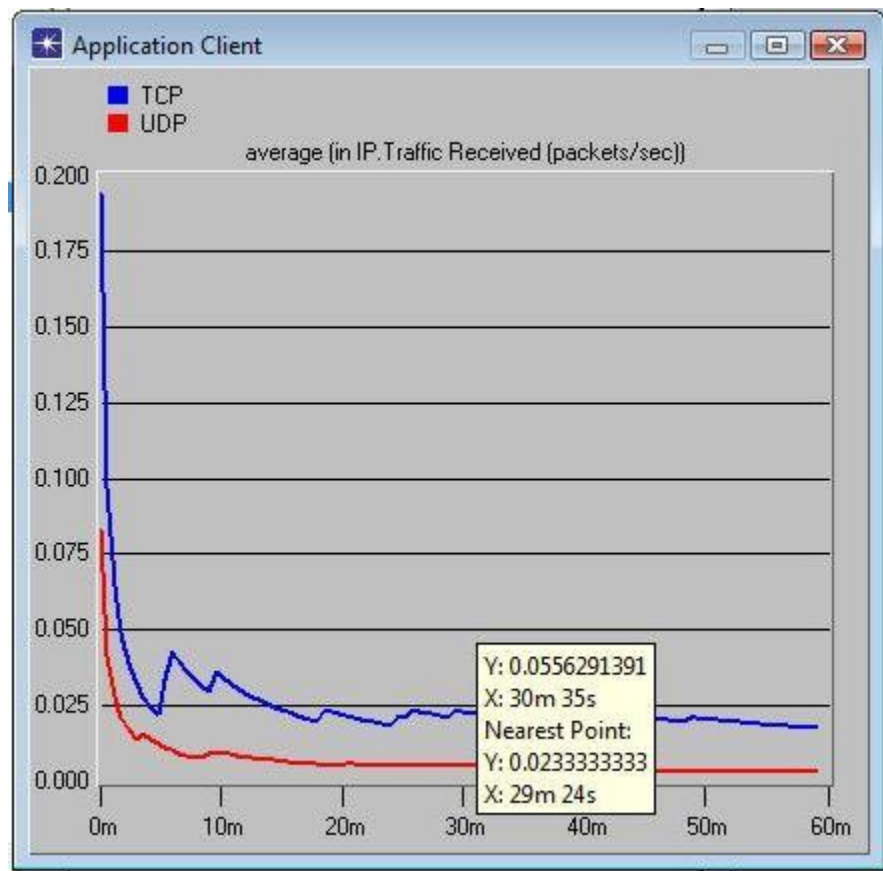 Application Client
TCP
UDP
average (in IP.Traffic Received (packets/sec))
0.200
0.175
0.150
0.125
0.100
0.075
0.050
0.025
0.000
Y: 0.0556291391
X: 30m 35s
Nearest Point:
Y: 0.0233333333
X: 29m 24s
0m 10m 20m 30m 40m 50m 60m